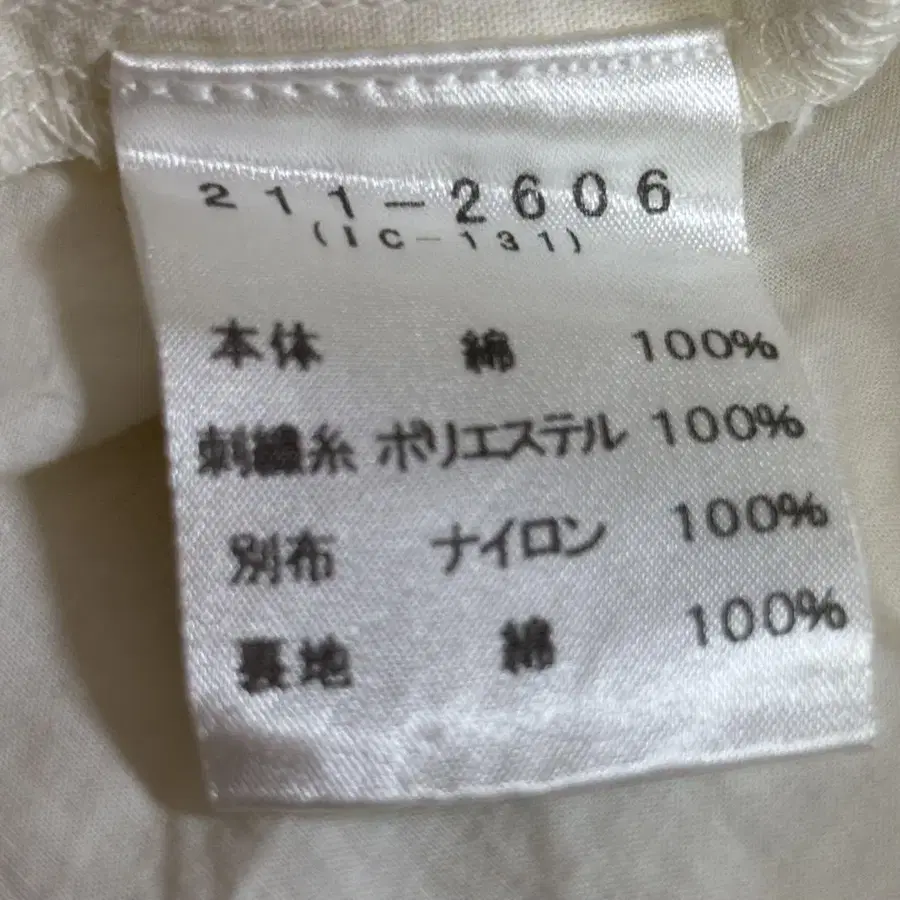 211-2606
(IC-131)
本体 綿 100%
刺繍糸 ポリエステル 100%
別布 ナイロン 100%
裏地 綿 100%